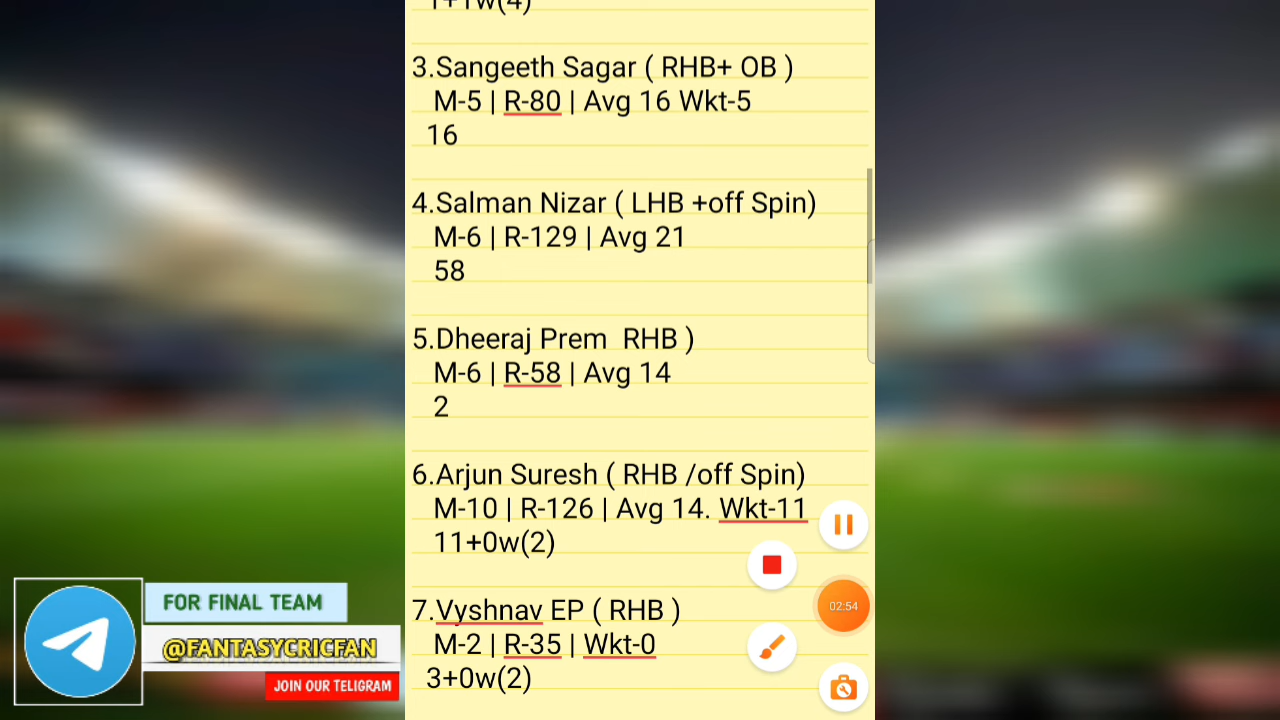 1+1w(4)
3.Sangeeth Sagar ( RHB+ OB )
M-5 | R-80 | Avg 16 Wkt-5
16
4.Salman Nizar ( LHB +off Spin)
M-6 | R-129 | Avg 21
58
5.Dheeraj Prem  RHB )
M-6 | R-58 | Avg 14
2
6.Arjun Suresh ( RHB /off Spin)
M-10 | R-126 | Avg 14. Wkt-11
11+0w(2)
7.Vyshnav EP ( RHB )
M-2 | R-35 | Wkt-0
3+0w(2)
02:54
FOR FINAL TEAM
@FANTASYCRICFAN
JOIN OUR TELIGRAM